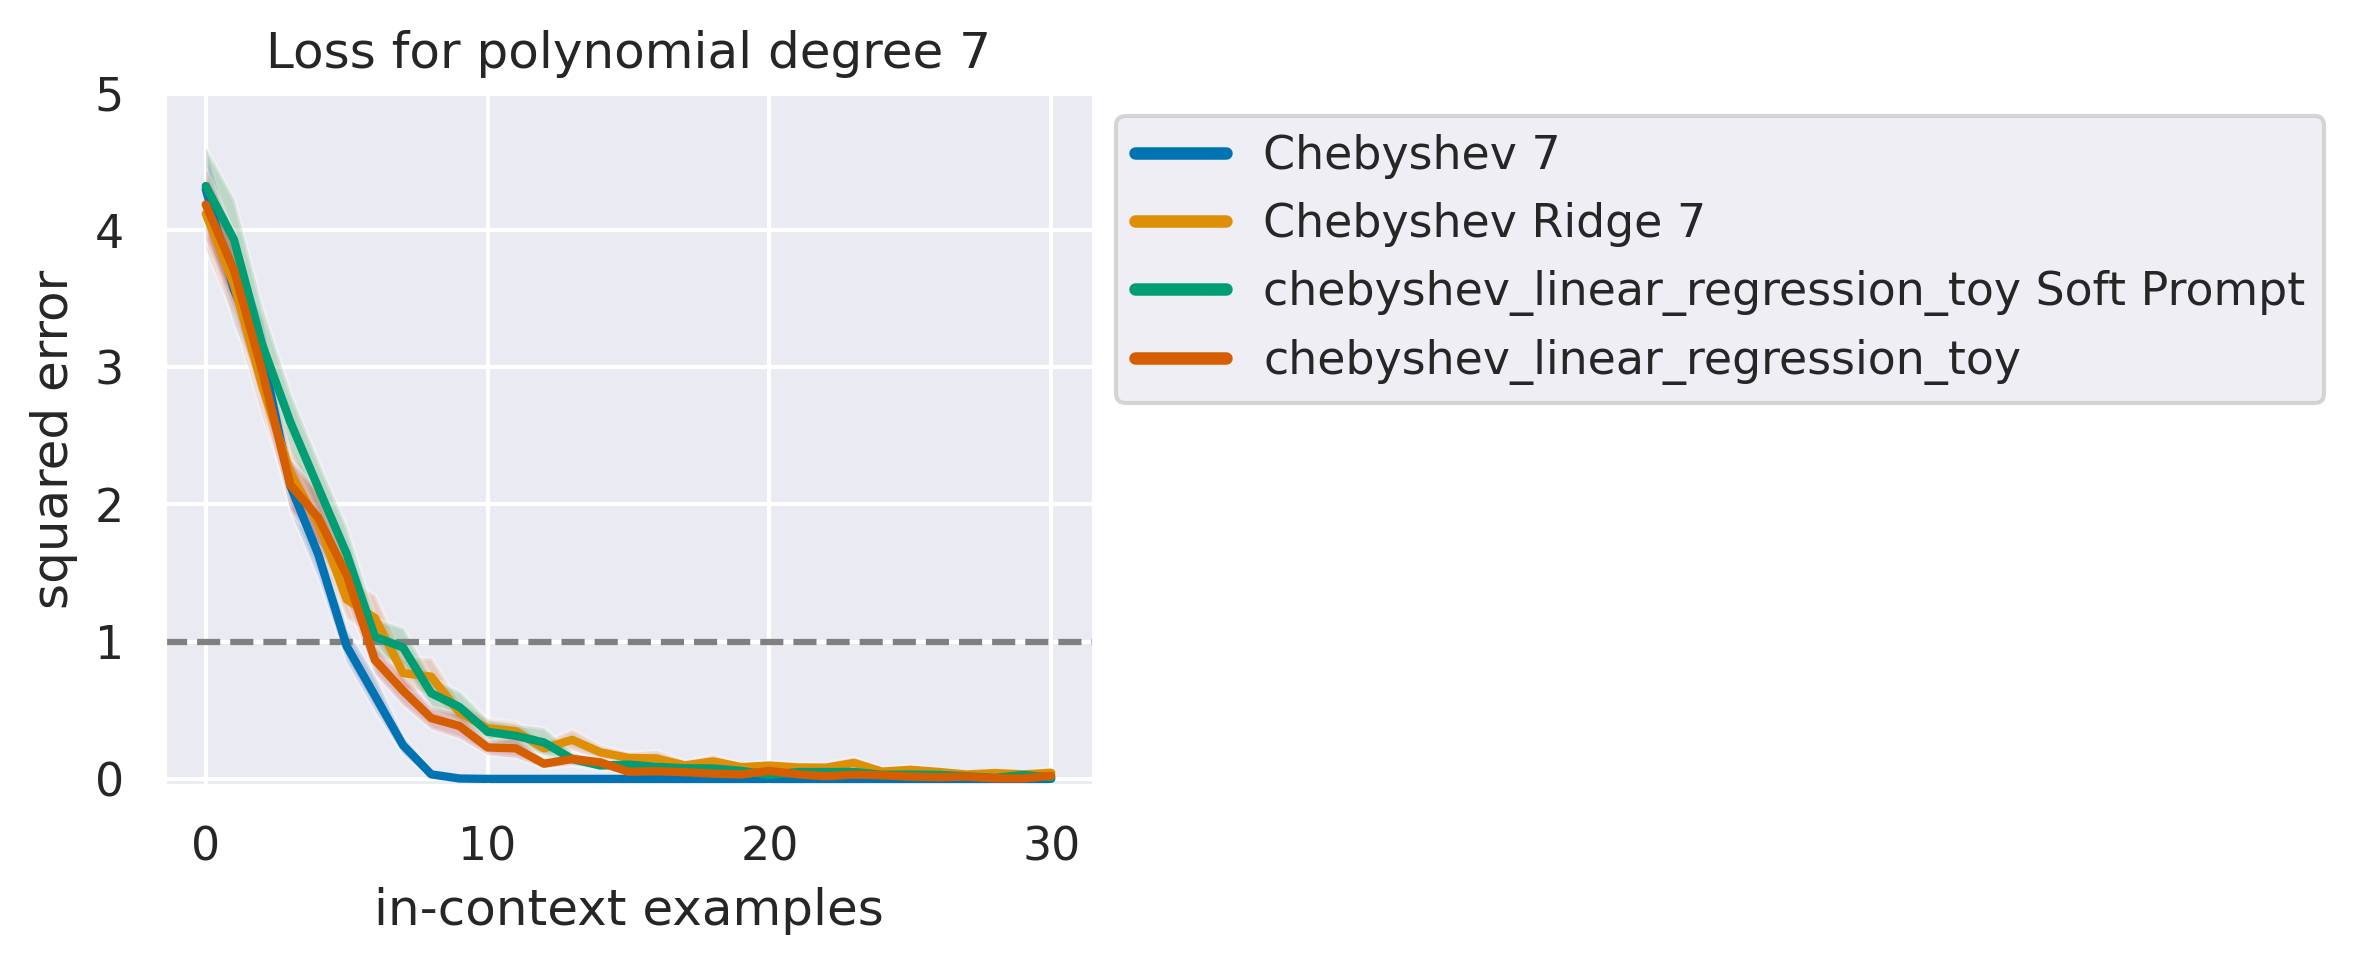 Loss for polynomial degree 7
5
4
3
2
1
0
squared error
0 10 20 30
in-context examples
Chebyshev 7
Chebyshev Ridge 7
chebyshev_linear_regression_toy Soft Prompt
chebyshev_linear_regression_toy